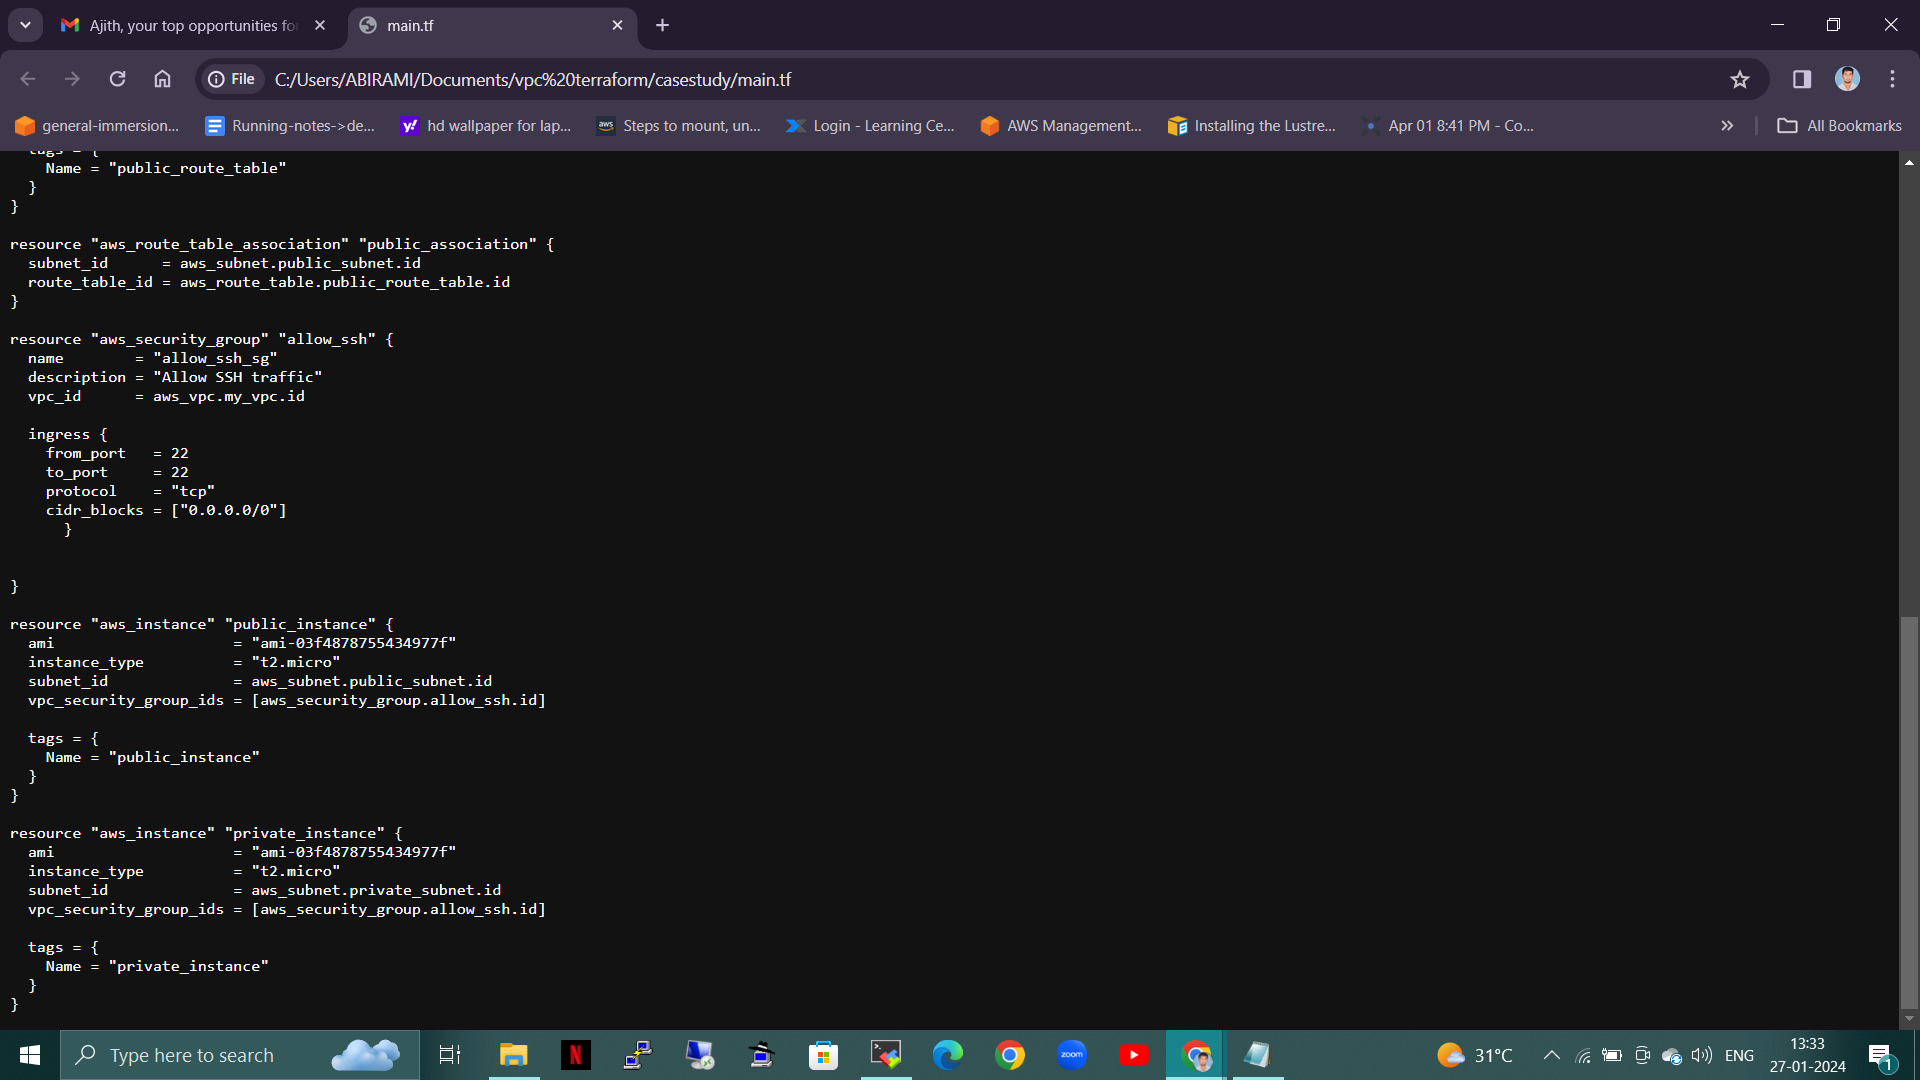 Ajith, your top opportunities fo
main.tf
File
C:/Users/ABIRAMI/Documents/vpc%20terraform/casestudy/main.tf
general-immersion...
Running-notes->de...
hd wallpaper for lap...
Steps to mount, un...
Login - Learning Ce...
AWS Management...
Installing the Lustre...
Apr 01 8:41 PM - Co...
All Bookmarks
tags = {
    Name = "public_route_table"
  }
}
resource "aws_route_table_association" "public_association" {
  subnet_id      = aws_subnet.public_subnet.id
  route_table_id = aws_route_table.public_route_table.id
}
resource "aws_security_group" "allow_ssh" {
  name        = "allow_ssh_sg"
  description = "Allow SSH traffic"
  vpc_id      = aws_vpc.my_vpc.id
  ingress {
    from_port   = 22
    to_port     = 22
    protocol    = "tcp"
    cidr_blocks = ["0.0.0.0/0"]
      }
}
resource "aws_instance" "public_instance" {
  ami                    = "ami-03f4878755434977f"
  instance_type          = "t2.micro"
  subnet_id              = aws_subnet.public_subnet.id
  vpc_security_group_ids = [aws_security_group.allow_ssh.id]
  tags = {
    Name = "public_instance"
  }
}
resource "aws_instance" "private_instance" {
  ami                    = "ami-03f4878755434977f"
  instance_type          = "t2.micro"
  subnet_id              = aws_subnet.private_subnet.id
  vpc_security_group_ids = [aws_security_group.allow_ssh.id]
  tags = {
    Name = "private_instance"
  }
}
Type here to search
zoom
31°C
ENG
13:33
27-01-2024
1